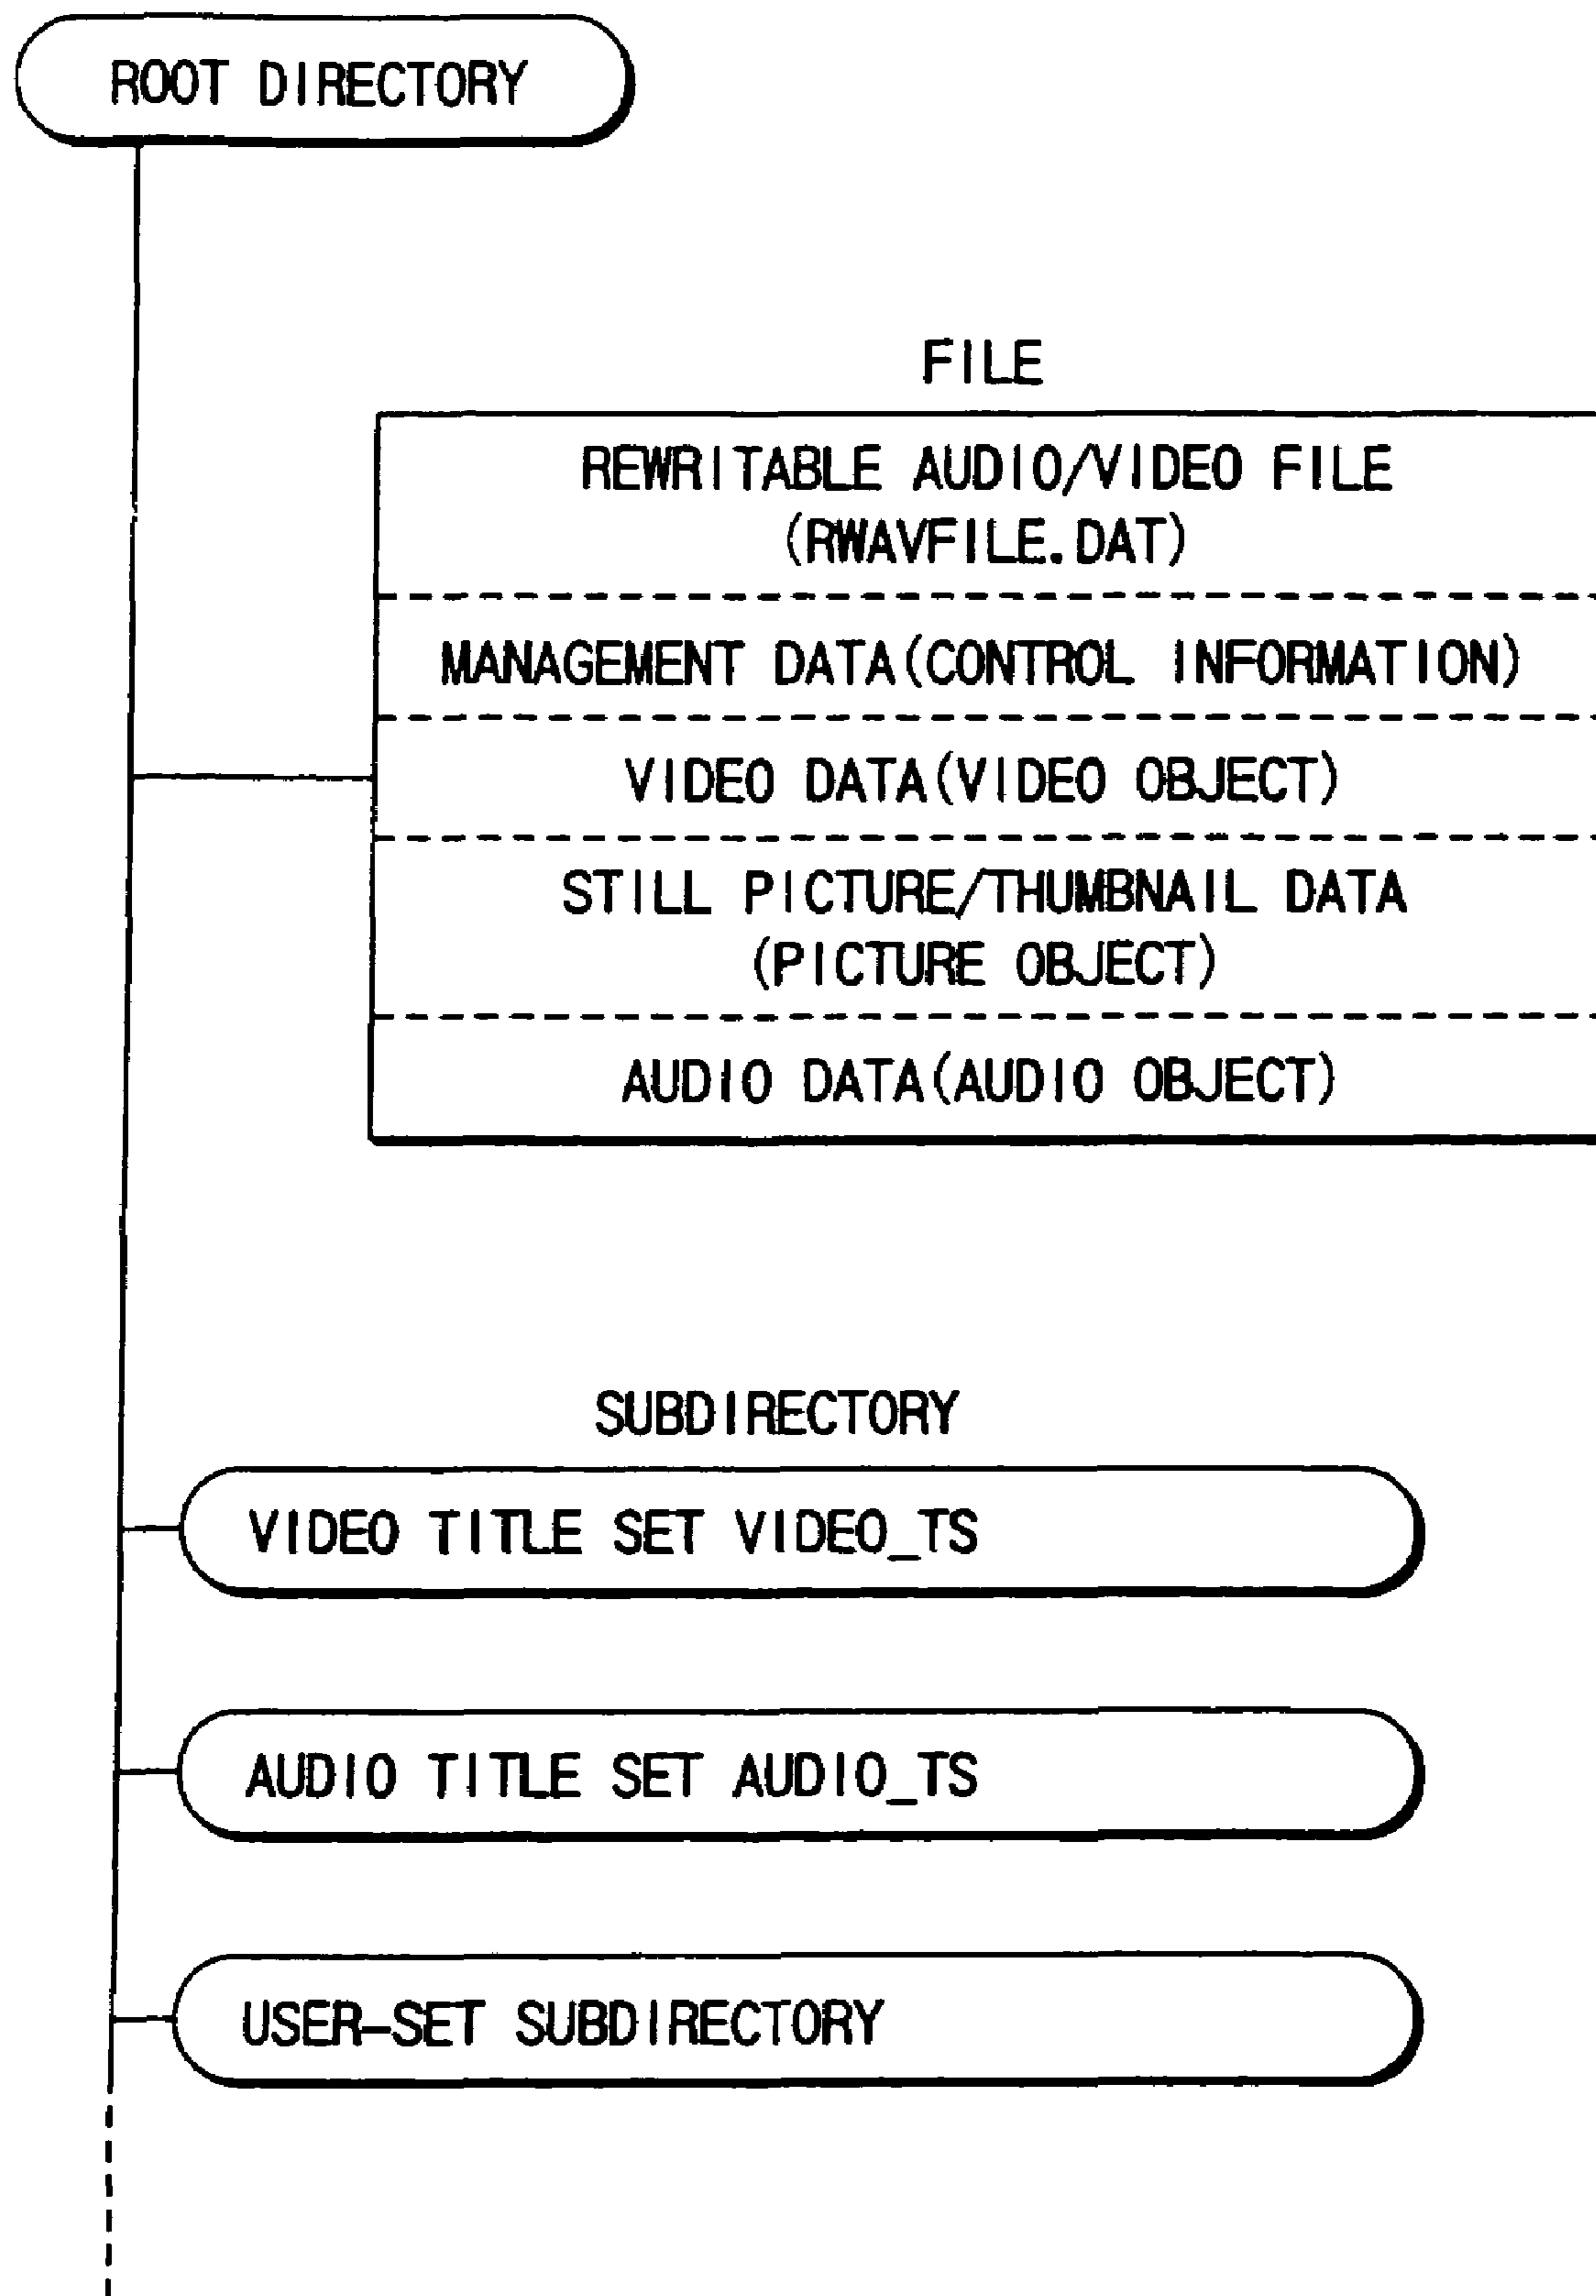 ROOT DIRECTORY
FILE
REWRITABLE AUDIO/VIDEO FILE
(RWAVFILE.DAT)
MANAGEMENT DATA(CONTROL INFORMATION)
VIDEO DATA(VIDEO OBJECT)
STILL PICTURE/THUMBNAIL DATA
(PICTURE OBJECT)
AUDIO DATA(AUDIO OBJECT)
SUBDIRECTORY
VIDEO TITLE SET VIDEO_TS
AUDIO TITLE SET AUDIO_TS
USER-SET SUBDIRECTORY